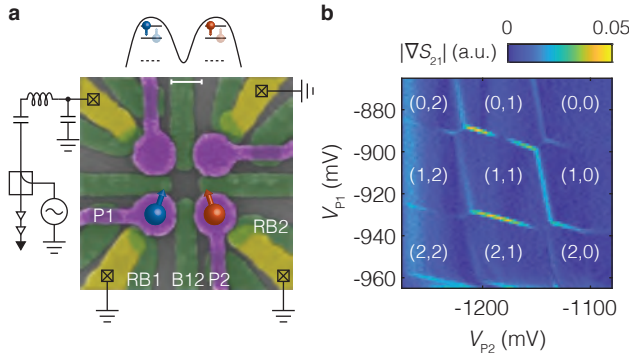 a
P1
RB2
RB1 B12 P2
b
0 0.05
|∇S21| (a.u.)
(0,2) (0,1) (0,0)
(1,2) (1,1) (1,0)
(2,2) (2,1) (2,0)
-880
-900
-920
-940
-960
VP1 (mV)
-1200 -1100
VP2 (mV)